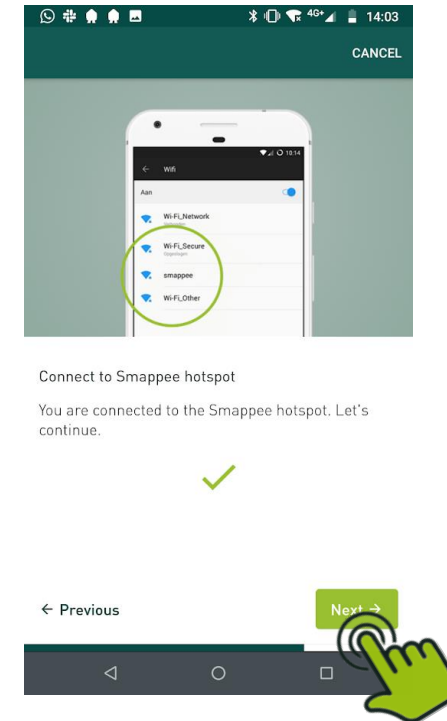 4G+ 14:03
CANCEL
10:14
Wifi
Aan
Wi-Fi_Network
Wi-Fi_Secure
Opgeslagen
smappee
Wi-Fi_Other
Connect to Smappee hotspot
You are connected to the Smappee hotspot. Let's
continue.
← Previous
Next →